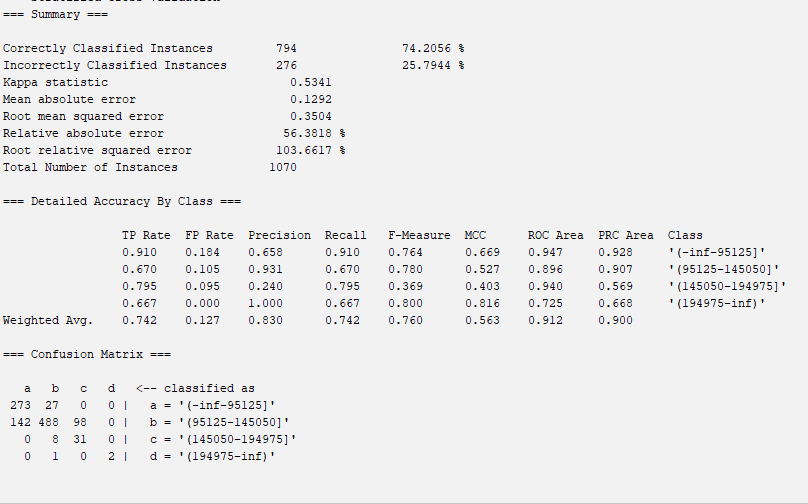 === Summary ===
Correctly Classified Instances 794 74.2056 %
Incorrectly Classified Instances 276 25.7944 %
Kappa statistic 0.5341
Mean absolute error 0.1292
Root mean squared error 0.3504
Relative absolute error 56.3818 %
Root relative squared error 103.6617 %
Total Number of Instances 1070
=== Detailed Accuracy By Class ===
TP Rate FP Rate Precision Recall F-Measure MCC ROC Area PRC Area Class
0.910 0.184 0.658 0.910 0.764 0.669 0.947 0.928 '(-inf-95125]'
0.670 0.105 0.931 0.670 0.780 0.527 0.896 0.907 '(95125-145050]'
0.795 0.095 0.240 0.795 0.369 0.403 0.940 0.569 '(145050-194975]'
0.667 0.000 1.000 0.667 0.800 0.816 0.725 0.668 '(194975-inf)'
Weighted Avg. 0.742 0.127 0.830 0.742 0.760 0.563 0.912 0.900
=== Confusion Matrix ===
a b c d <-- classified as
273 27 0 0 | a = '(-inf-95125]'
142 488 98 0 | b = '(95125-145050]'
0 8 31 0 | c = '(145050-194975]'
0 1 0 2 | d = '(194975-inf)'